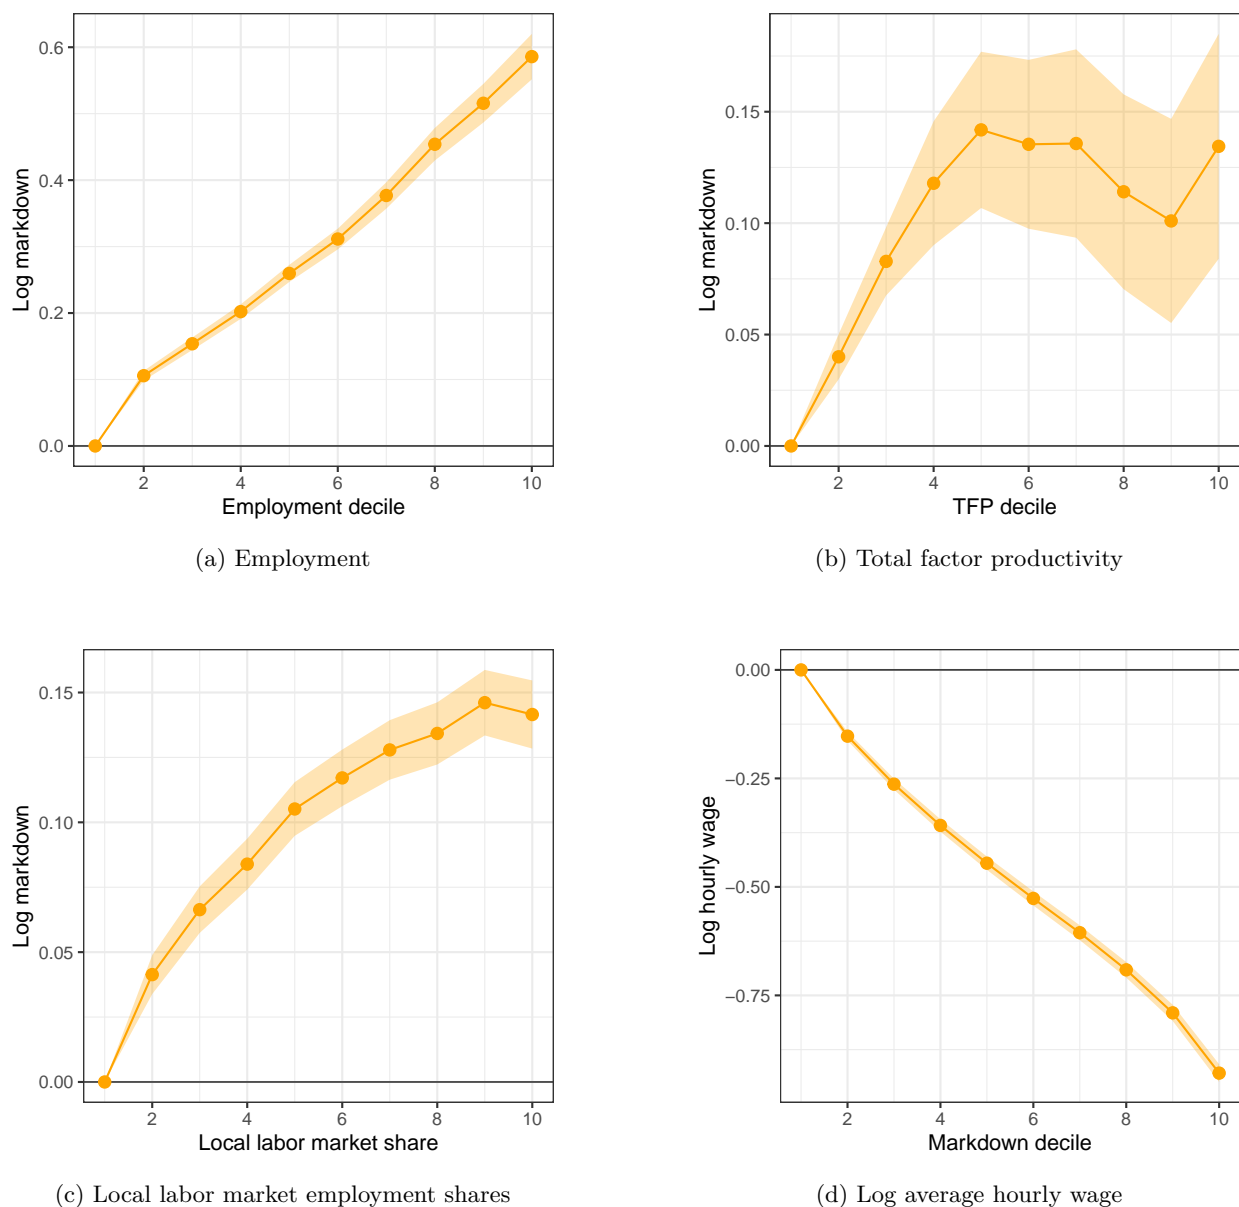 0.6
0.4
0.2
0.0
Log markdown
2 4 6 8 10
Employment decile
(a) Employment
0.15
0.10
0.05
0.00
Log markdown
2 4 6 8 10
TFP decile
(b) Total factor productivity
0.15
0.10
0.05
0.00
Log markdown
2 4 6 8 10
Local labor market share
(c) Local labor market employment shares
0.00
−0.25
−0.50
−0.75
Log hourly wage
2 4 6 8 10
Markdown decile
(d) Log average hourly wage